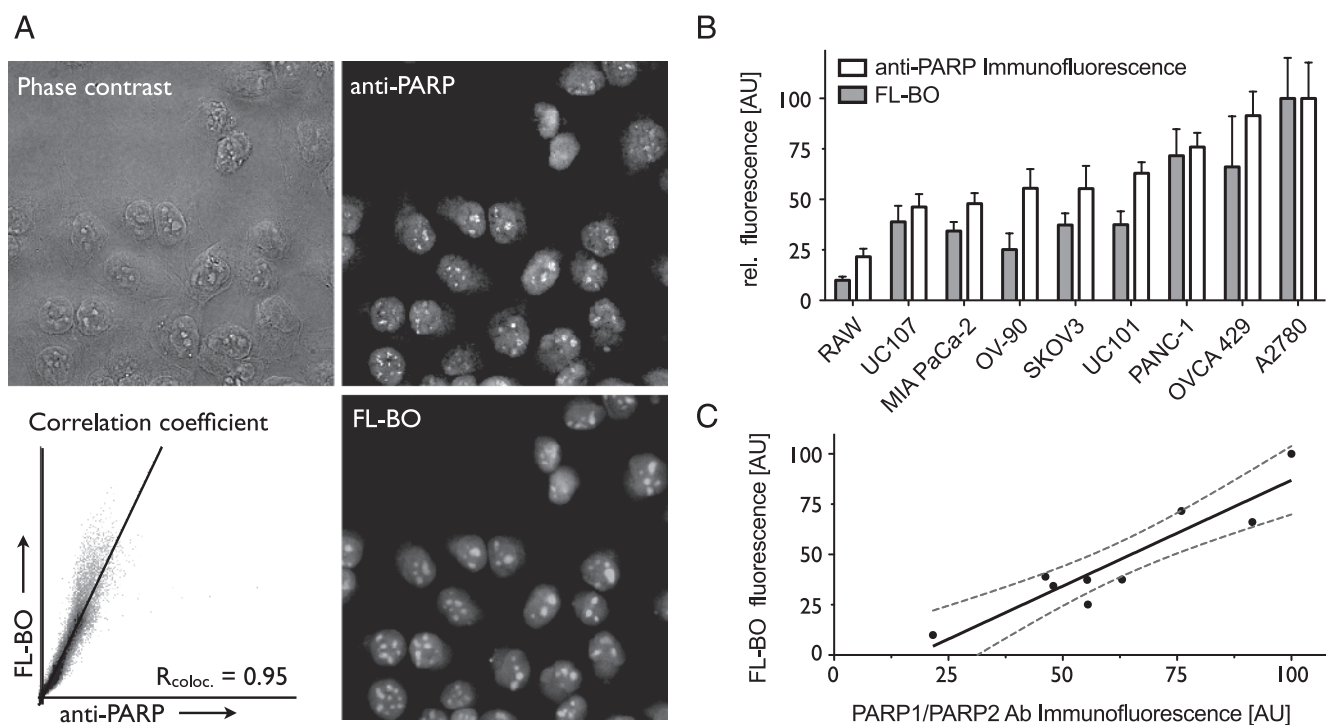 A
Phase contrast
anti-PARP
Correlation coefficient
FL-BO
R coloc. = 0.95
anti-PARP
FL-BO
B
anti-PARP Immunofluorescence
FL-BO
rel. fluorescence [AU]
100
75
50
25
0
RAW
UC107
MIA PaCa-2
OV-90
SKOV3
UC101
PANC-1
OVCA 429
A2780
C
FL-BO fluorescence [AU]
100
75
50
25
0
0 25 50 75 100
PARP1/PARP2 Ab Immunofluorescence [AU]